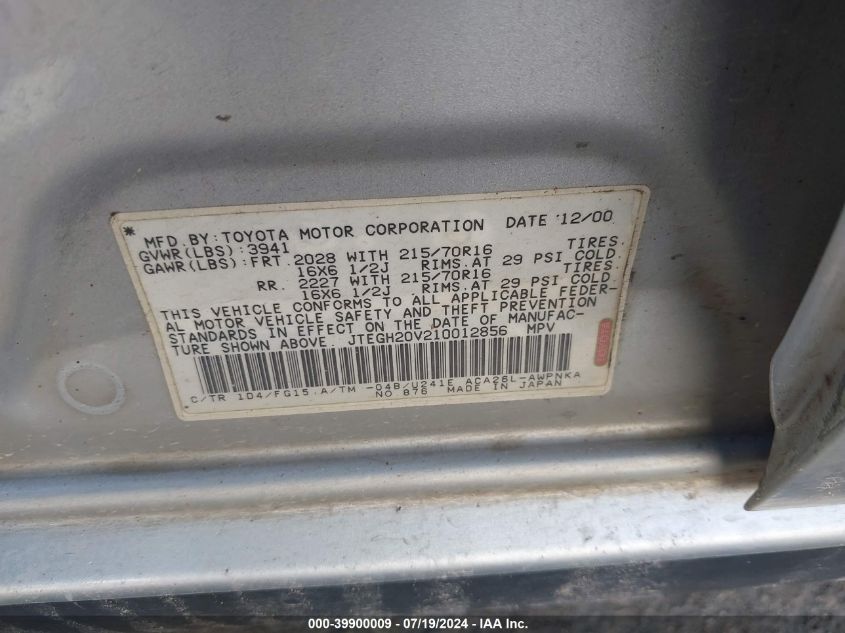 * MFD. BY: TOYOTA MOTOR CORPORATION DATE 12/00
GVWR(LBS): 3941
GAWR(LBS): FRT. 2028 WITH 215/70R16 TIRES
16X6 1/2J RIMS. AT 29 PSI COLD.
RR. 2227 WITH 215/70R16 TIRES
16X6 1/2J RIMS. AT 29 PSI COLD.
THIS VEHICLE CONFORMS TO ALL APPLICABLE FEDER-
AL MOTOR VEHICLE SAFETY AND THEFT PREVENTION
STANDARDS IN EFFECT ON THE DATE OF MANUFAC-
TURE SHOWN ABOVE. JTEGH20V210012856 MPV
TOYOTA
C/TR 1D4/FG15 A/TM -04B/U241E ACA26L-AWPNKA
NO.876 MADE IN JAPAN
000-39900009 - 07/19/2024 - IAA Inc.